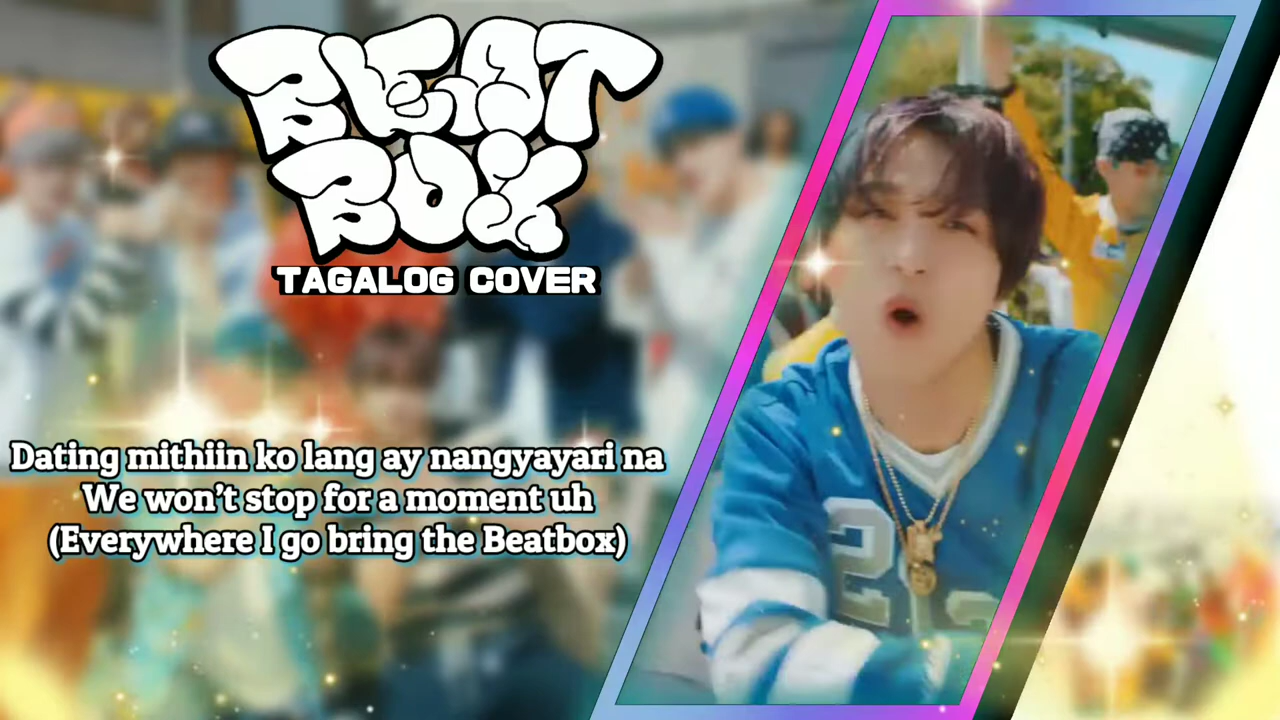 BEAT
BOX
TAGALOG COVER
Dating mithiin ko lang ay nangyayari na
We won't stop for a moment uh
(Everywhere I go bring the Beatbox)